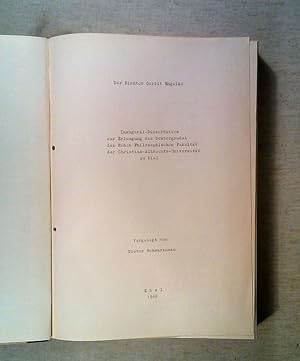 Der Dichter Gerrit Engelke
Inaugural-Dissertation
zur Erlangung des Doktorgrades
der Hohen Philosophischen Fakultät
der Christian-Albrechts-Universität
zu Kiel
Vorgelegt von
Dieter
Kiel